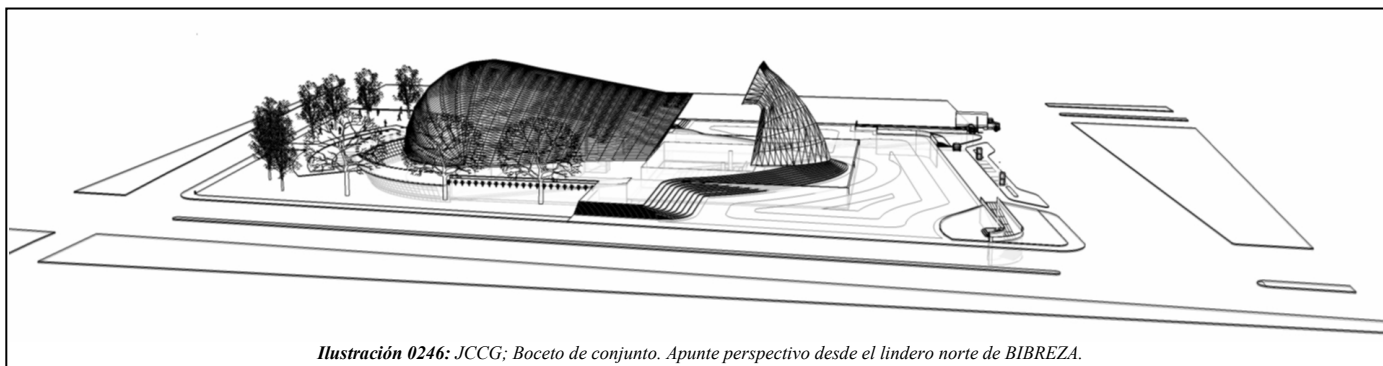 Ilustración 0246: JCCG; Boceto de conjunto. Apunte perspectivo desde el lindero norte de BIBREZA.